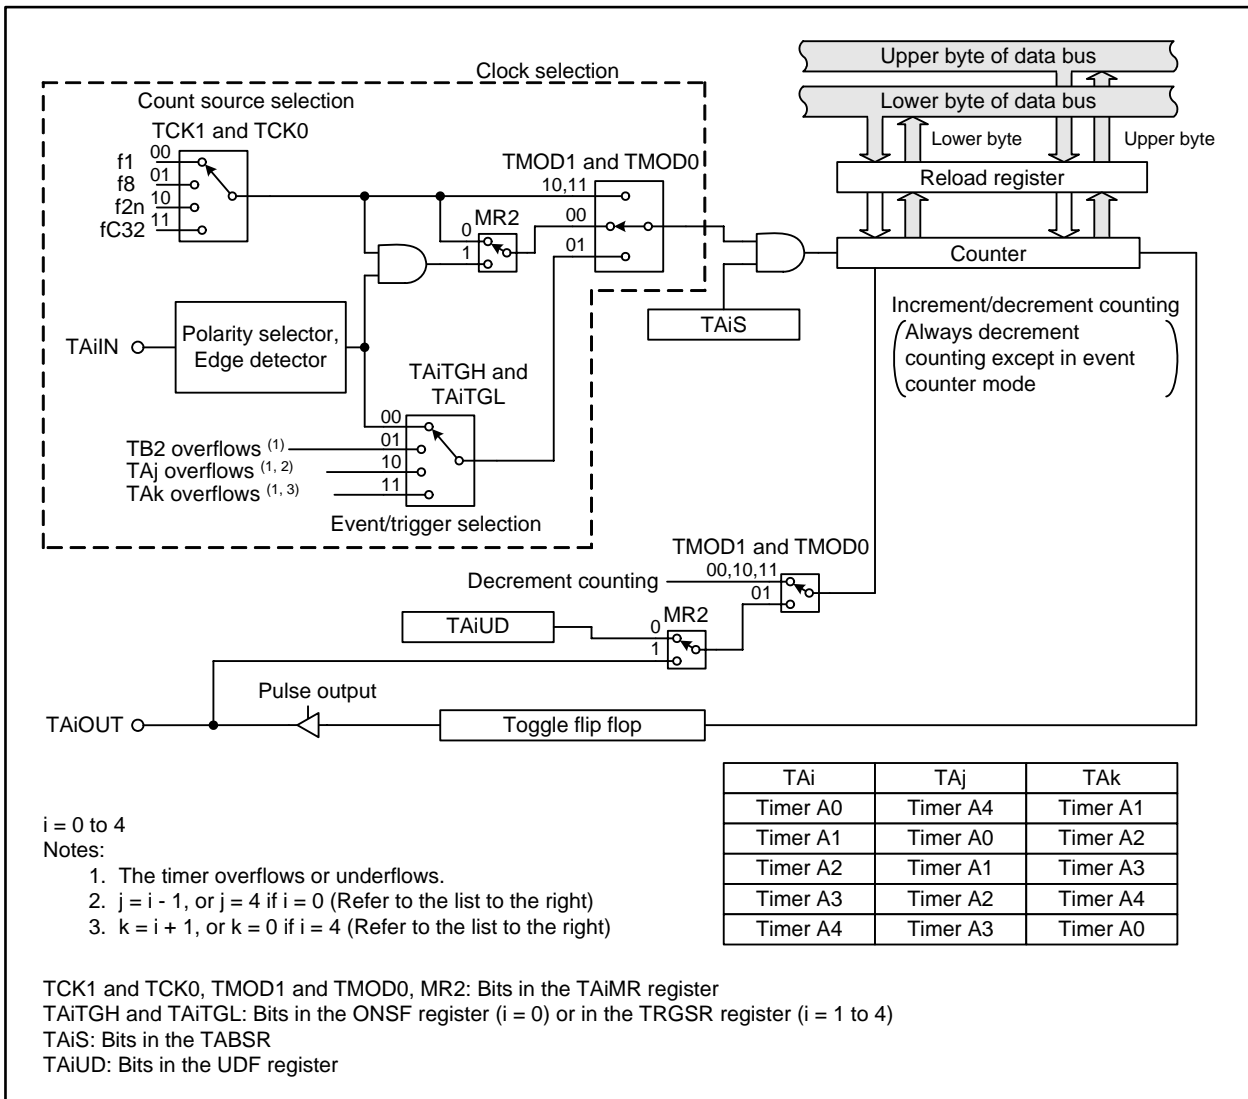 Upper byte of data bus
Clock selection
Lower byte of data bus
Count source selection
TCK1 and TCK0
Lower byte
Upper byte
f1 00
f8 01
f2n 10
fC32 11
TMOD1 and TMOD0
10,11
00
01
Reload register
MR2
0
1
Counter
TAiS
Increment/decrement counting
Always decrement
counting except in event
counter mode
TAiIN
Polarity selector,
Edge detector
TAiTGH and
TAiTGL
00
TB2 overflows (1) 01
TAj overflows (1, 2) 10
TAk overflows (1, 3) 11
Event/trigger selection
TMOD1 and TMOD0
Decrement counting 00,10,11
01
TAiUD
MR2
0
1
Pulse output
TAiOUT
Toggle flip flop
TAi TAj TAk
Timer A0 Timer A4 Timer A1
Timer A1 Timer A0 Timer A2
Timer A2 Timer A1 Timer A3
Timer A3 Timer A2 Timer A4
Timer A4 Timer A3 Timer A0
i = 0 to 4
Notes:
1. The timer overflows or underflows.
2. j = i - 1, or j = 4 if i = 0 (Refer to the list to the right)
3. k = i + 1, or k = 0 if i = 4 (Refer to the list to the right)
TCK1 and TCK0, TMOD1 and TMOD0, MR2: Bits in the TAiMR register
TAiTGH and TAiTGL: Bits in the ONSF register (i = 0) or in the TRGSR register (i = 1 to 4)
TAiS: Bits in the TABSR
TAiUD: Bits in the UDF register